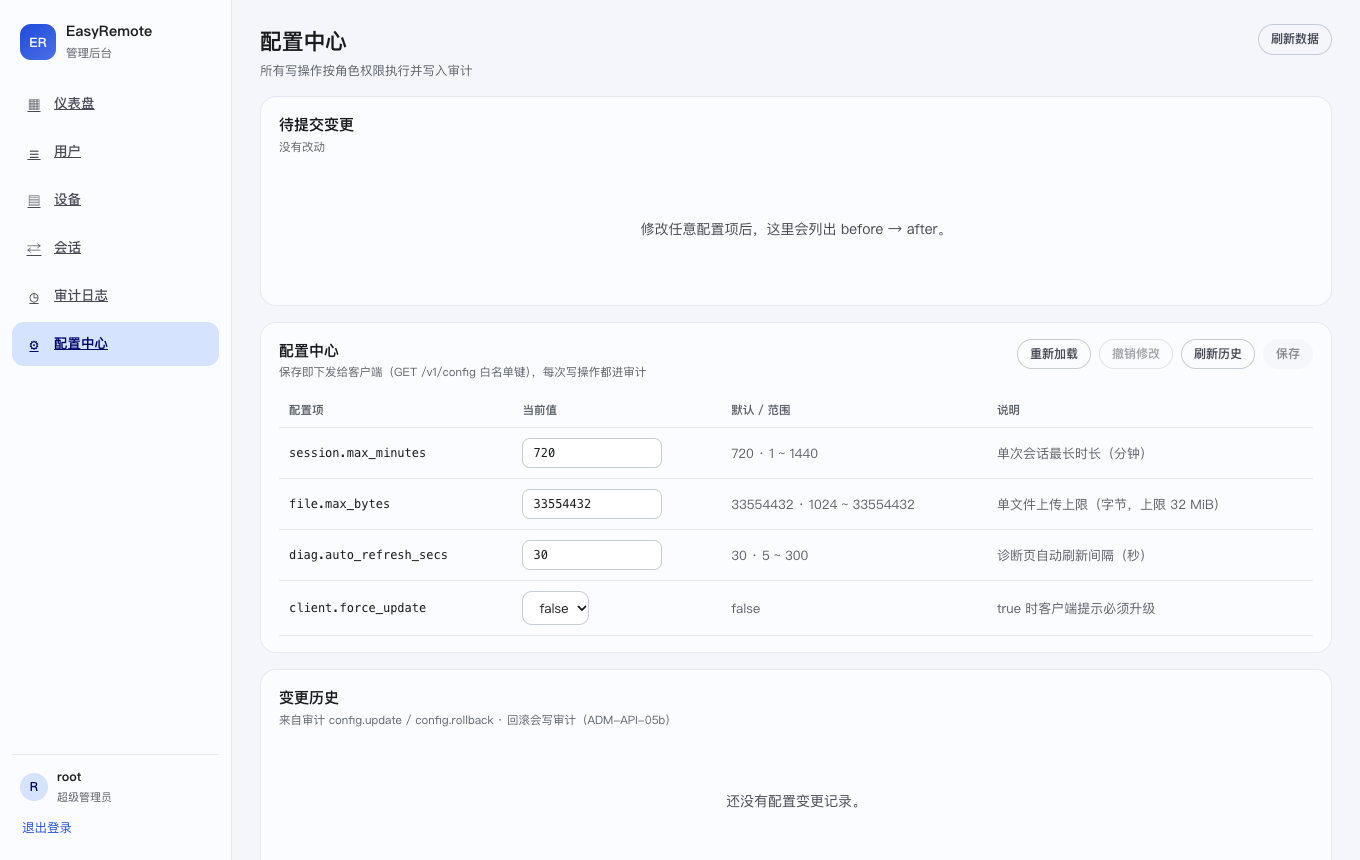 ER
EasyRemote
管理后台
仪表盘
用户
设备
会话
审计日志
配置中心
root
R
超级管理员
退出登录
配置中心
所有写操作按角色权限执行并写入审计
刷新数据
待提交变更
没有改动
修改任意配置项后，这里会列出 before → after。
配置中心
保存即下发给客户端（GET /v1/config 白名单键），每次写操作都进审计
重新加载 撤销修改 刷新历史 保存
配置项 当前值 默认 / 范围 说明
session.max_minutes 720 720 · 1 ~ 1440 单次会话最长时长（分钟）
file.max_bytes 33554432 33554432 · 1024 ~ 33554432 单文件上传上限（字节，上限 32 MiB）
diag.auto_refresh_secs 30 30 · 5 ~ 300 诊断页自动刷新间隔（秒）
client.force_update false false true 时客户端提示必须升级
变更历史
来自审计 config.update / config.rollback · 回滚会写审计（ADM-API-05b）
还没有配置变更记录。